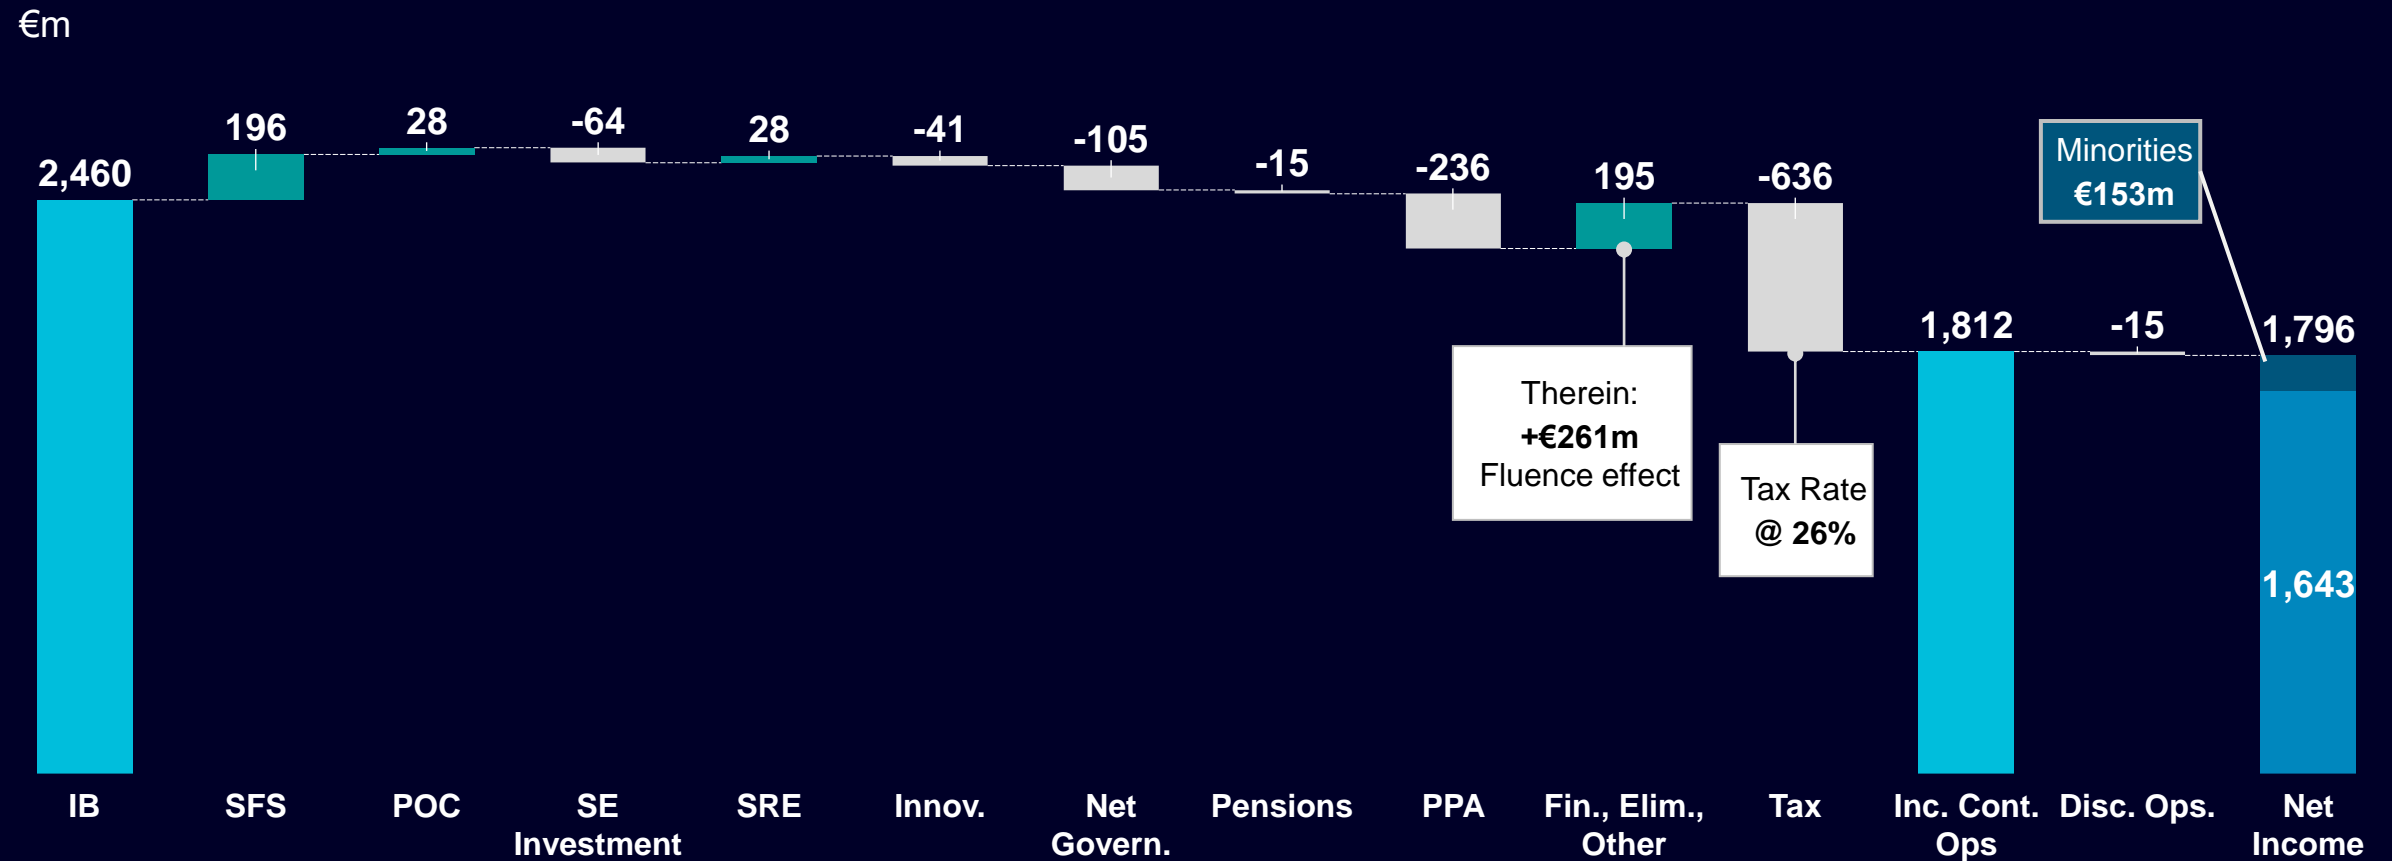 €m
2,460
196
28
-64
28
-41
-105
-15
-236
195
-636
1,812
-15
1,796
1,643
Minorities
€153m
Therein:
+€261m
Fluence effect
Tax Rate
@ 26%
IB
SFS
POC
SE
Investment
SRE
Innov.
Net
Govern.
Pensions
PPA
Fin., Elim.,
Other
Tax
Inc. Cont.
Ops
Disc. Ops.
Net
Income